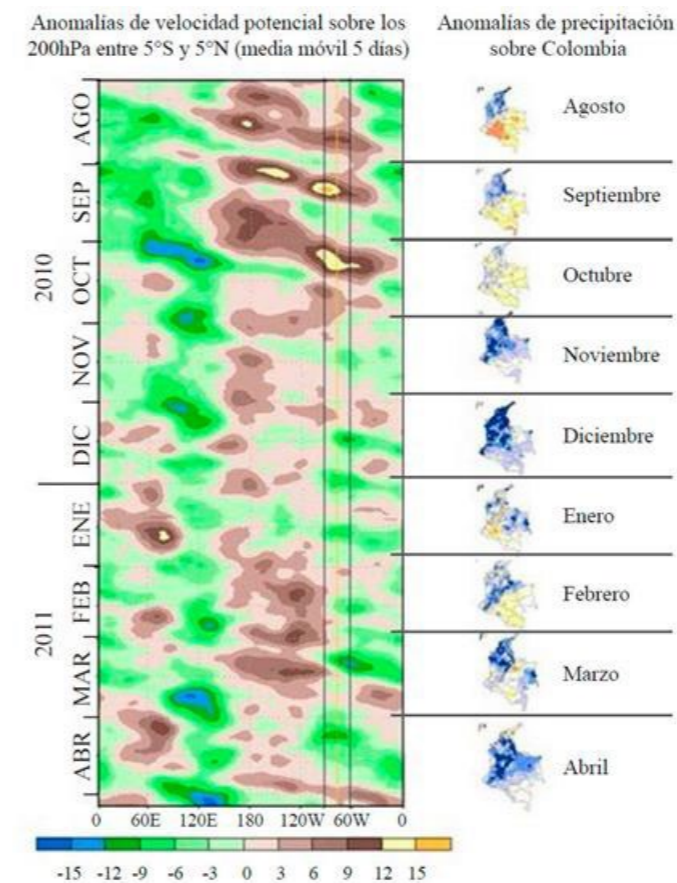 Anomalías de velocidad potencial sobre los
200hPa entre 5°S y 5°N (media móvil 5 días)
Anomalías de precipitación
sobre Colombia
2010
AGO
SEP
OCT
NOV
DIC
2011
ENE
FEB
MAR
ABR
0 60E 120E 180 120W 60W 0
-15 -12 -9 -6 -3 0 3 6 9 12 15
Agosto
Septiembre
Octubre
Noviembre
Diciembre
Enero
Febrero
Marzo
Abril